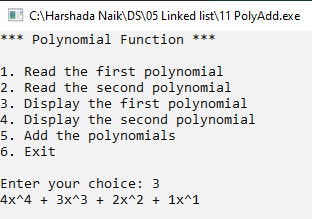 C:\Harshada Naik\DS\05 Linked list\11 PolyAdd.exe
*** Polynomial Function ***
1. Read the first polynomial
2. Read the second polynomial
3. Display the first polynomial
4. Display the second polynomial
5. Add the polynomials
6. Exit
Enter your choice: 3
4x^4 + 3x^3 + 2x^2 + 1x^1